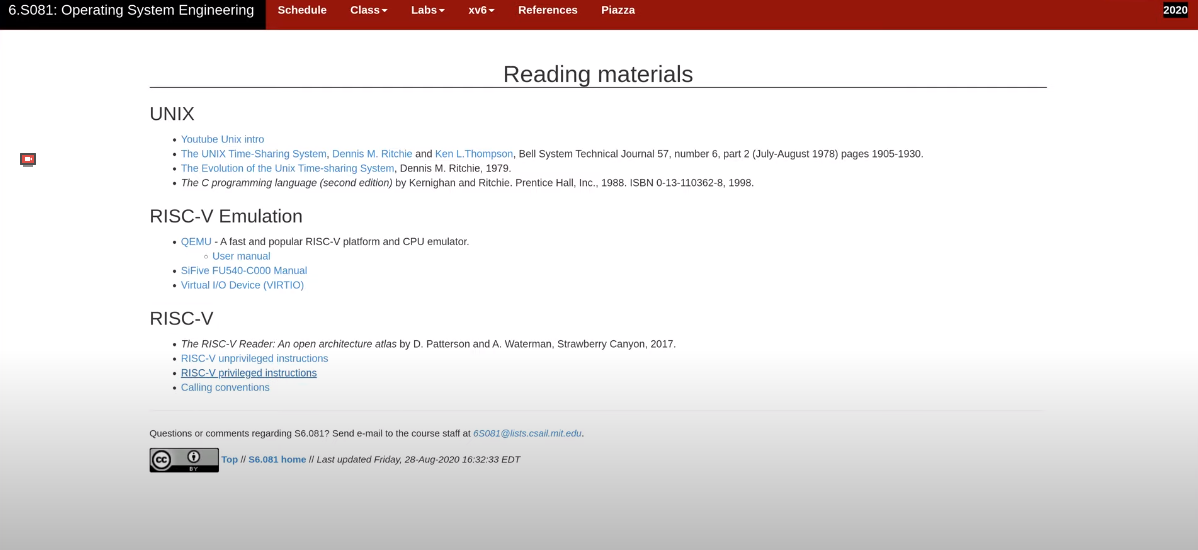 6.S081: Operating System Engineering Schedule Class Labs xv6 References Piazza 2020
Reading materials
UNIX
• Youtube Unix intro
• The UNIX Time-Sharing System, Dennis M. Ritchie and Ken L.Thompson, Bell System Technical Journal 57, number 6, part 2 (July-August 1978) pages 1905-1930.
• The Evolution of the Unix Time-sharing System, Dennis M. Ritchie, 1979.
• The C programming language (second edition) by Kernighan and Ritchie. Prentice Hall, Inc., 1988. ISBN 0-13-110362-8, 1998.
RISC-V Emulation
• QEMU - A fast and popular RISC-V platform and CPU emulator.
◦ User manual
• SiFive FU540-C000 Manual
• Virtual I/O Device (VIRTIO)
RISC-V
• The RISC-V Reader: An open architecture atlas by D. Patterson and A. Waterman, Strawberry Canyon, 2017.
• RISC-V unprivileged instructions
• RISC-V privileged instructions
• Calling conventions
Questions or comments regarding S6.081? Send e-mail to the course staff at 6S081@lists.csail.mit.edu.
cc BY Top // S6.081 home // Last updated Friday, 28-Aug-2020 16:32:33 EDT